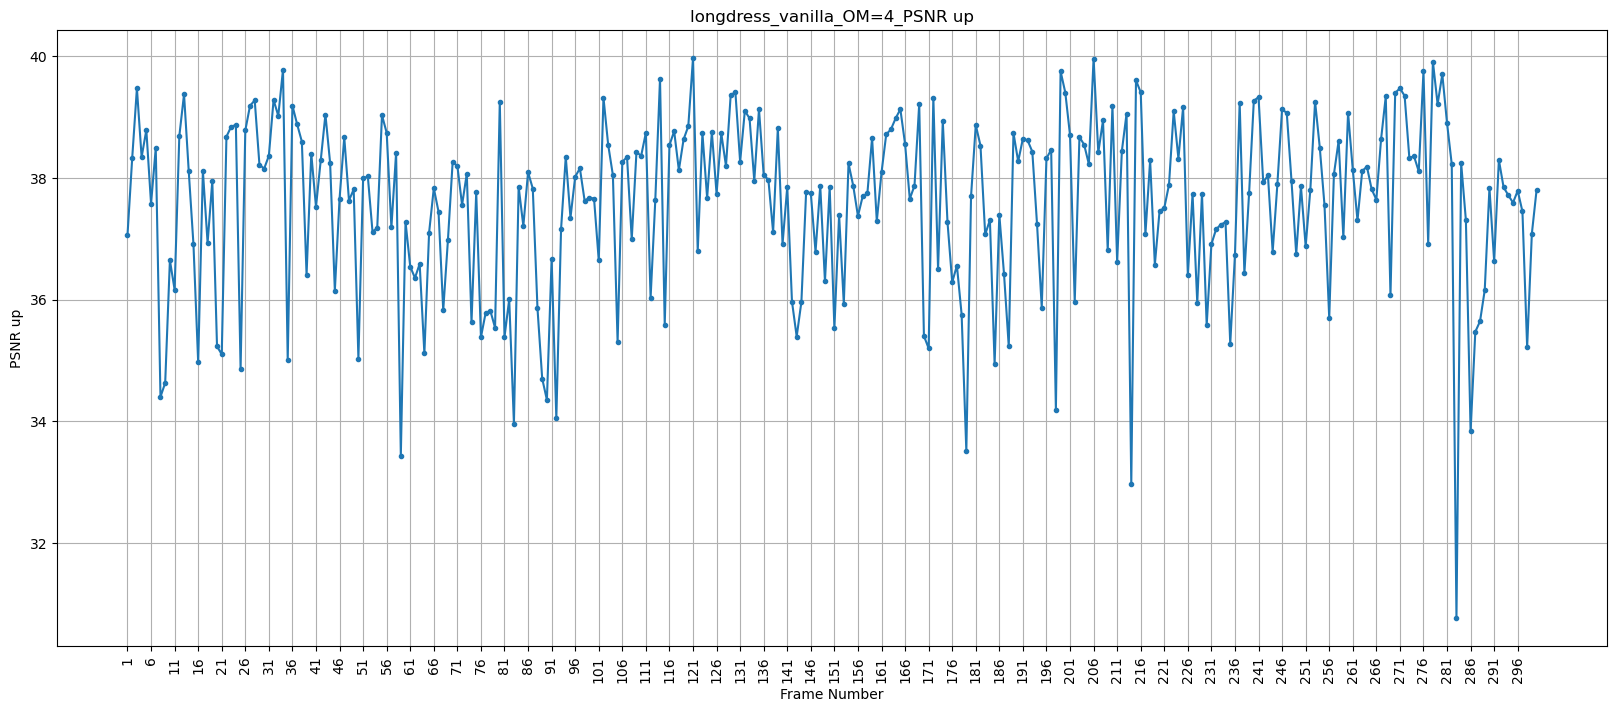 longdress_vanilla_OM=4_PSNR up
40
38
36
34
32
PSNR up
1 6 11 16 21 26 31 36 41 46 51 56 61 66 71 76 81 86 91 96 101 106 111 116 121 126 131 136 141 146 151 156 161 166 171 176 181 186 191 196 201 206 211 216 221 226 231 236 241 246 251 256 261 266 271 276 281 286 291 296
Frame Number